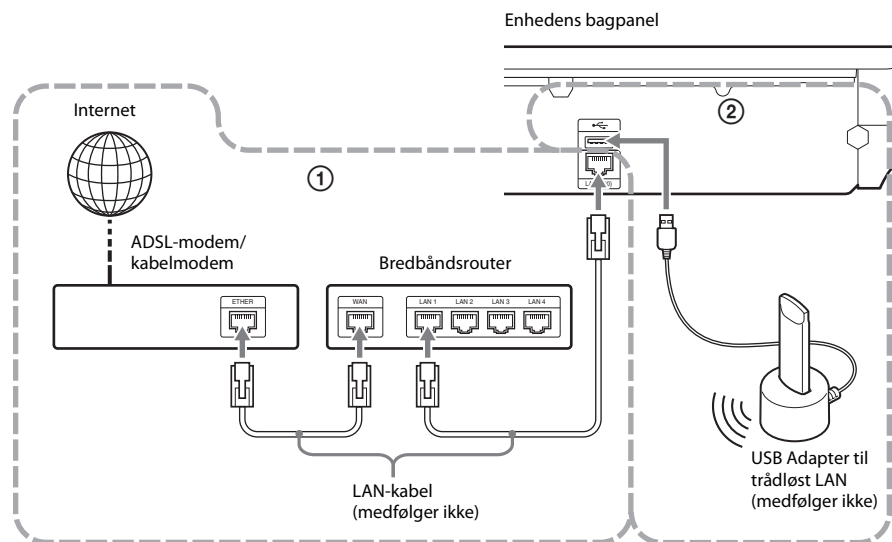 Enhedens bagpanel
Internet
①
②
ADSL-modem/
kabelmodem
Bredbåndsrouter
ETHER
WAN
LAN 1 LAN 2 LAN 3 LAN 4
LAN-kabel
(medfølger ikke)
USB Adapter til
trådløst LAN
(medfølger ikke)